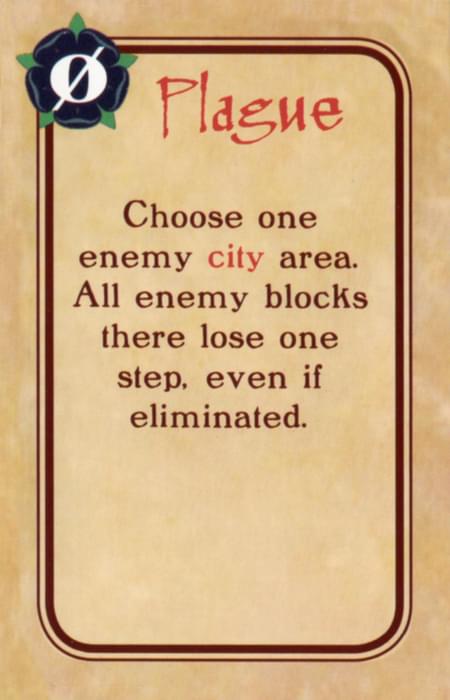 Ø
Plague
Choose one
enemy city area.
All enemy blocks
there lose one
step, even if
eliminated.